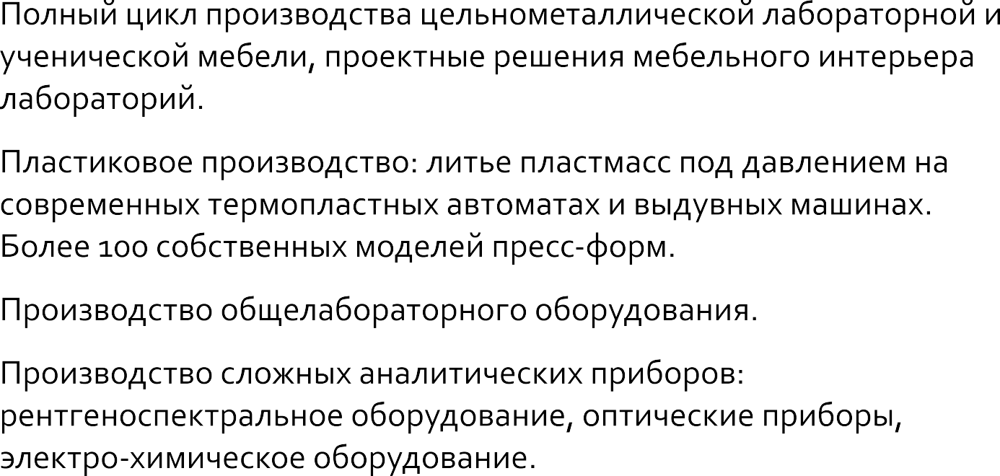 Полный цикл производства цельнометаллической лабораторной и
ученической мебели, проектные решения мебельного интерьера
лабораторий.
Пластиковое производство: литье пластмасс под давлением на
современных термопластных автоматах и выдувных машинах.
Более 100 собственных моделей пресс-форм.
Производство общелабораторного оборудования.
Производство сложных аналитических приборов:
рентгеноспектральное оборудование, оптические приборы,
электро-химическое оборудование.